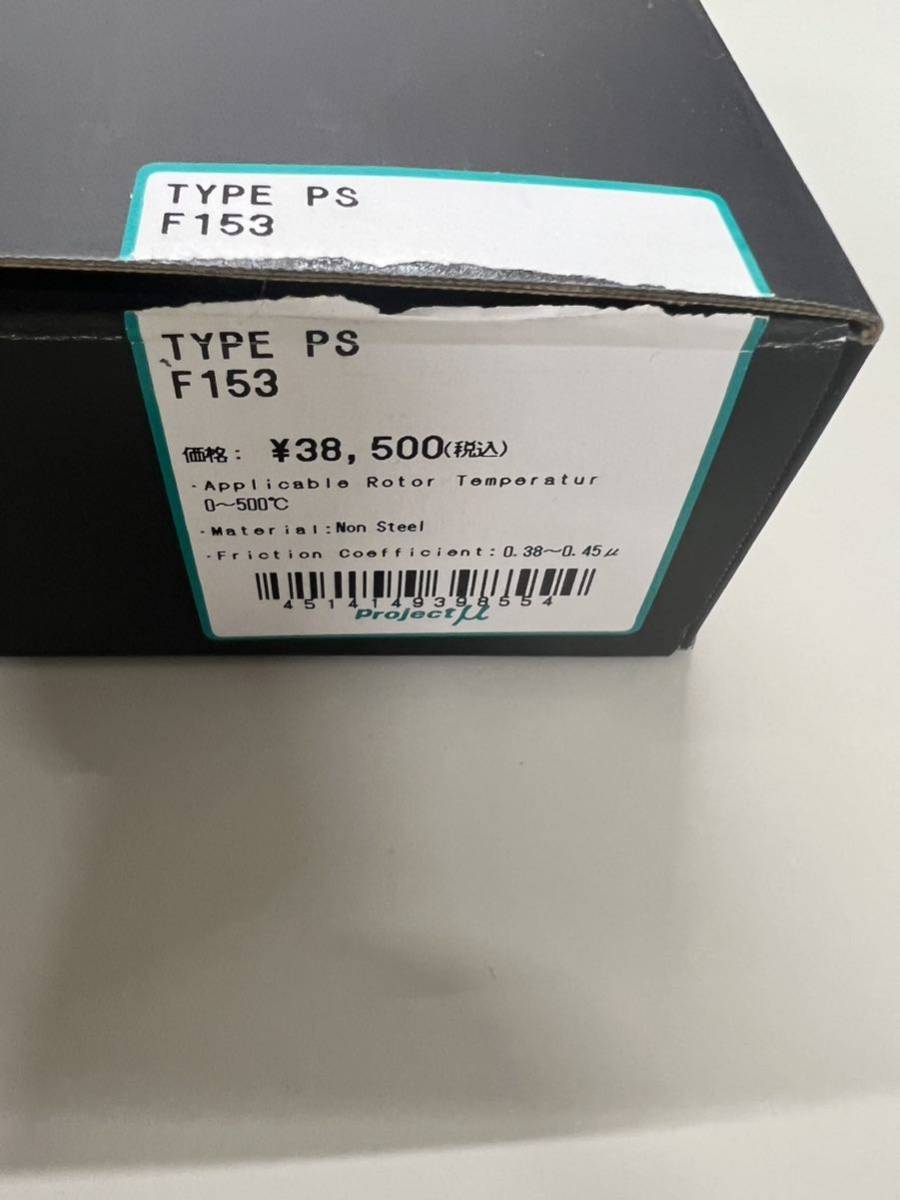 TYPE PS
F153
TYPE PS
F153
価格: ¥38,500(税込)
·Applicable Rotor Temperatur
0~500℃
·Material:Non Steel
·Friction Coefficient:0.38~0.45μ
4514149398554
Projectμ